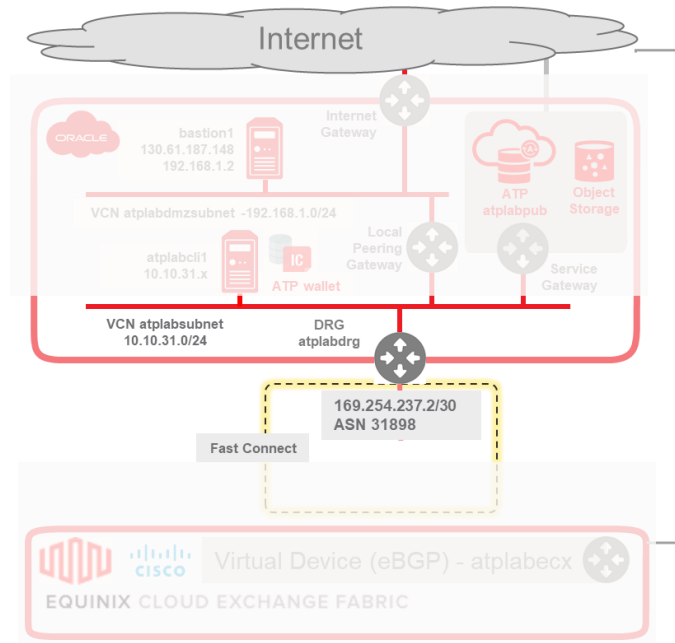 Internet
Internet
Gateway
ORACLE
bastion1
130.61.187.148
192.168.1.2
ATP
atplabpub
Object
Storage
VCN atplabdmzsubnet -192.168.1.0/24
Local
Peering
Gateway
atplabcli1
10.10.31.x
IC
ATP wallet
Service
Gateway
VCN atplabsubnet
10.10.31.0/24
DRG
atplabdrg
169.254.237.2/30
ASN 31898
Fast Connect
CISCO
Virtual Device (eBGP) - atplabecx
EQUINIX CLOUD EXCHANGE FABRIC